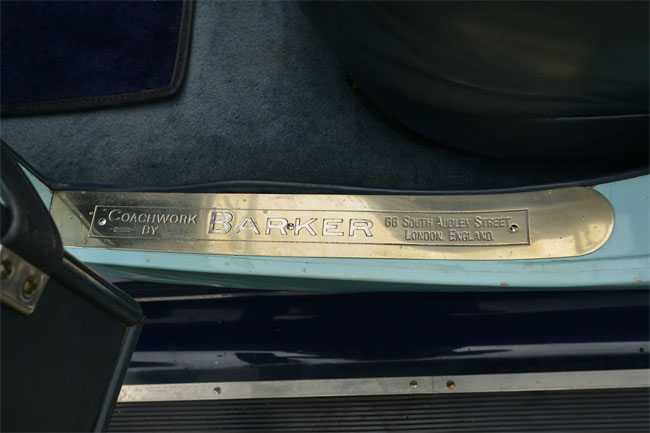 COACHWORK
BY
BARKER
66 SOUTH AUDLEY STREET
LONDON, ENGLAND.